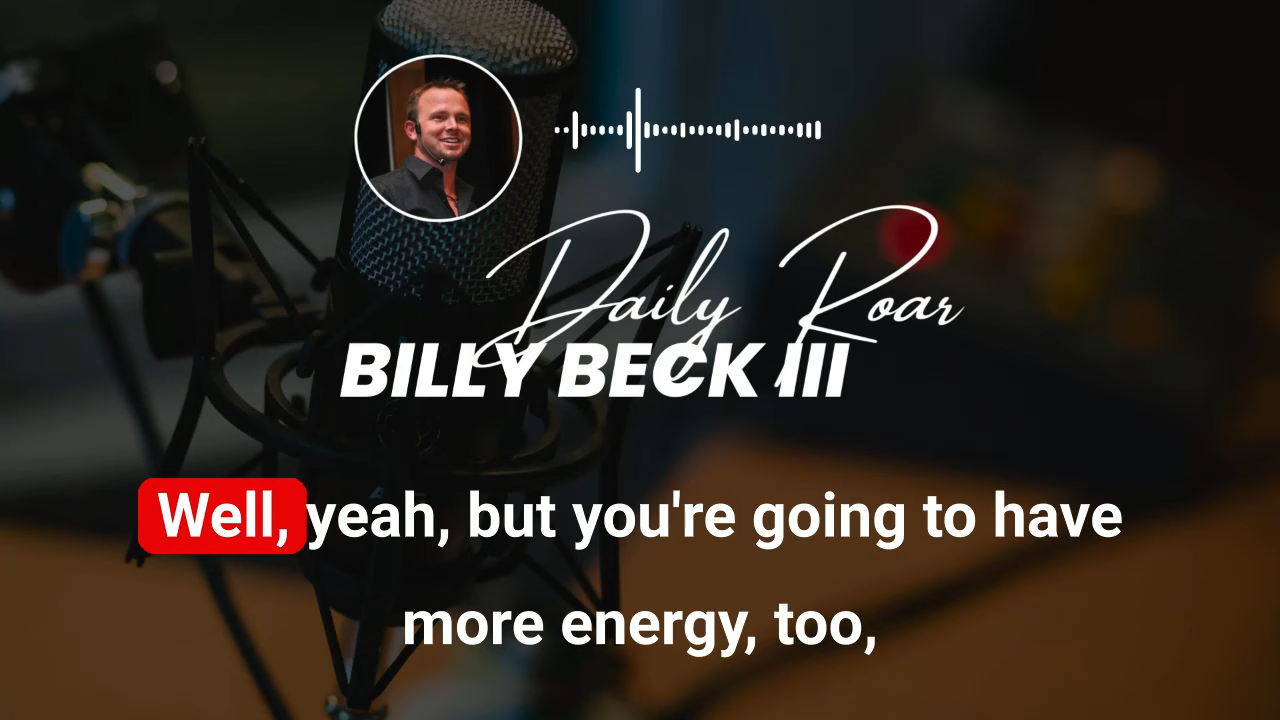 Daily Roar
BILLY BECK III
Well, yeah, but you're going to have
more energy, too,